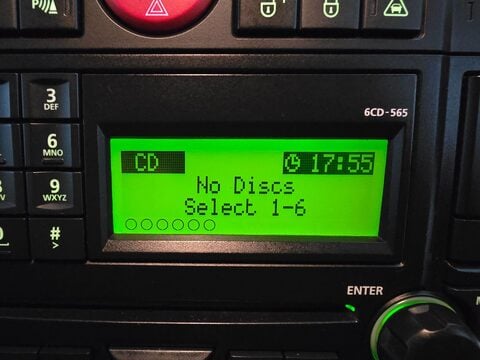 P
3
DEF
6CD-565
6
MNO
CD 17:55
No Discs
9
WXYZ
Select 1-6
#
>
ENTER